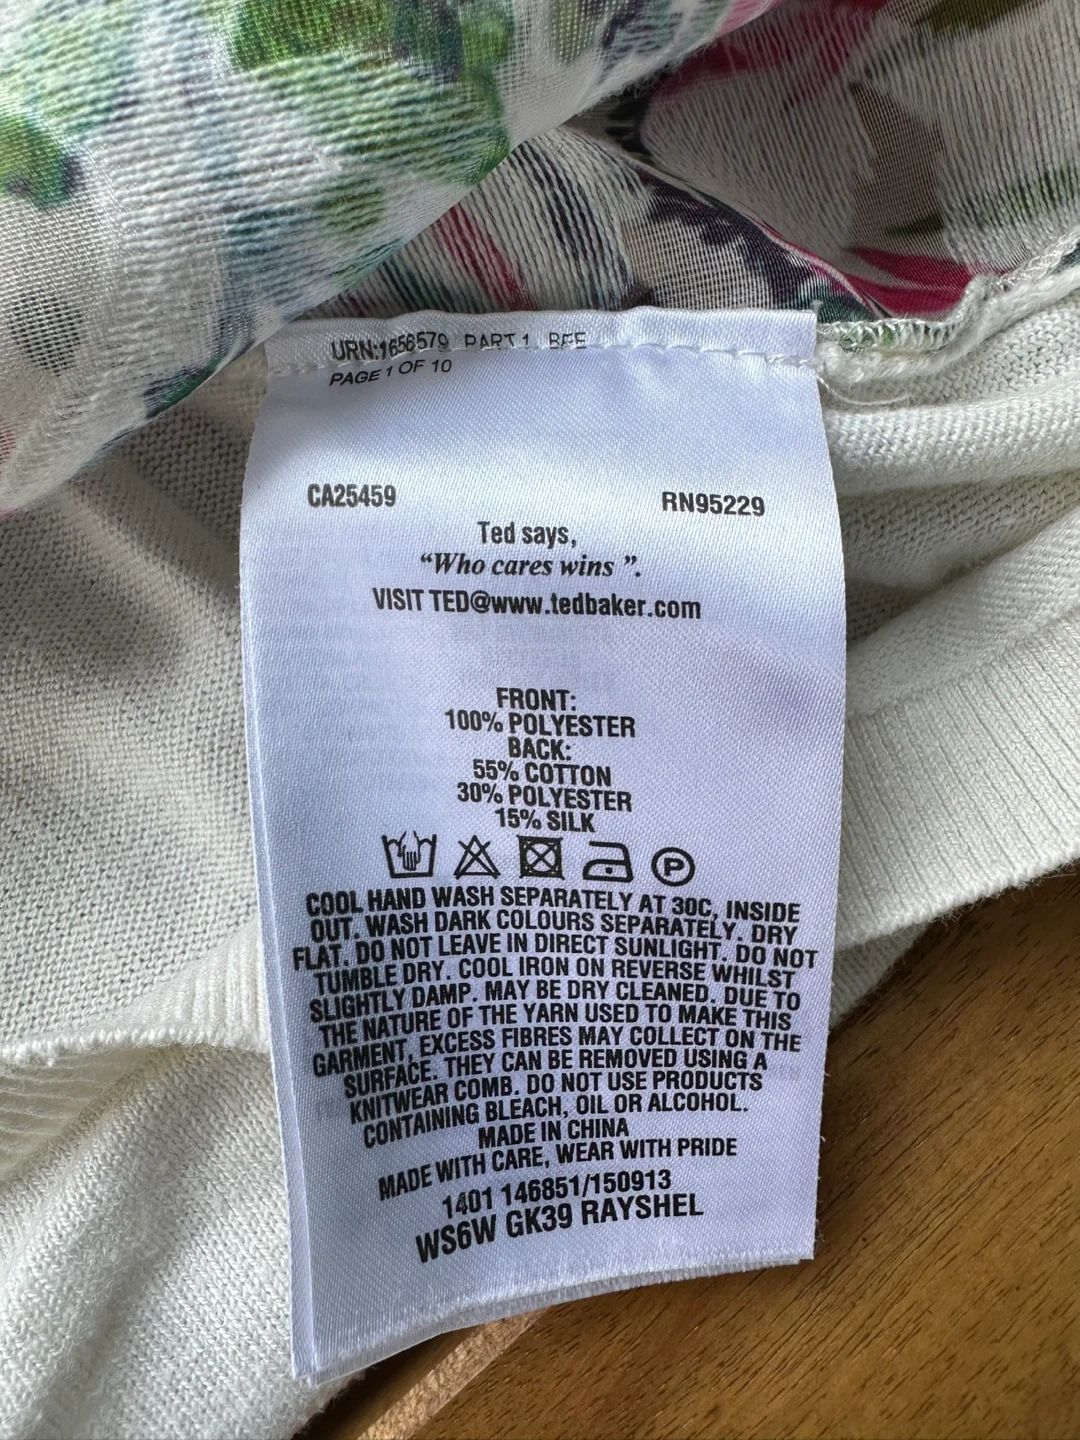 URN:1656579 PART 1 BFE
PAGE 1 OF 10
CA25459 RN95229
Ted says,
“Who cares wins ”.
VISIT TED@www.tedbaker.com
FRONT:
100% POLYESTER
BACK:
55% COTTON
30% POLYESTER
15% SILK
P
COOL HAND WASH SEPARATELY AT 30C, INSIDE
OUT. WASH DARK COLOURS SEPARATELY. DRY
FLAT. DO NOT LEAVE IN DIRECT SUNLIGHT. DO NOT
TUMBLE DRY. COOL IRON ON REVERSE WHILST
SLIGHTLY DAMP. MAY BE DRY CLEANED. DUE TO
THE NATURE OF THE YARN USED TO MAKE THIS
GARMENT, EXCESS FIBRES MAY COLLECT ON THE
SURFACE. THEY CAN BE REMOVED USING A
KNITWEAR COMB. DO NOT USE PRODUCTS
CONTAINING BLEACH, OIL OR ALCOHOL.
MADE IN CHINA
MADE WITH CARE, WEAR WITH PRIDE
1401 146851/150913
WS6W GK39 RAYSHEL